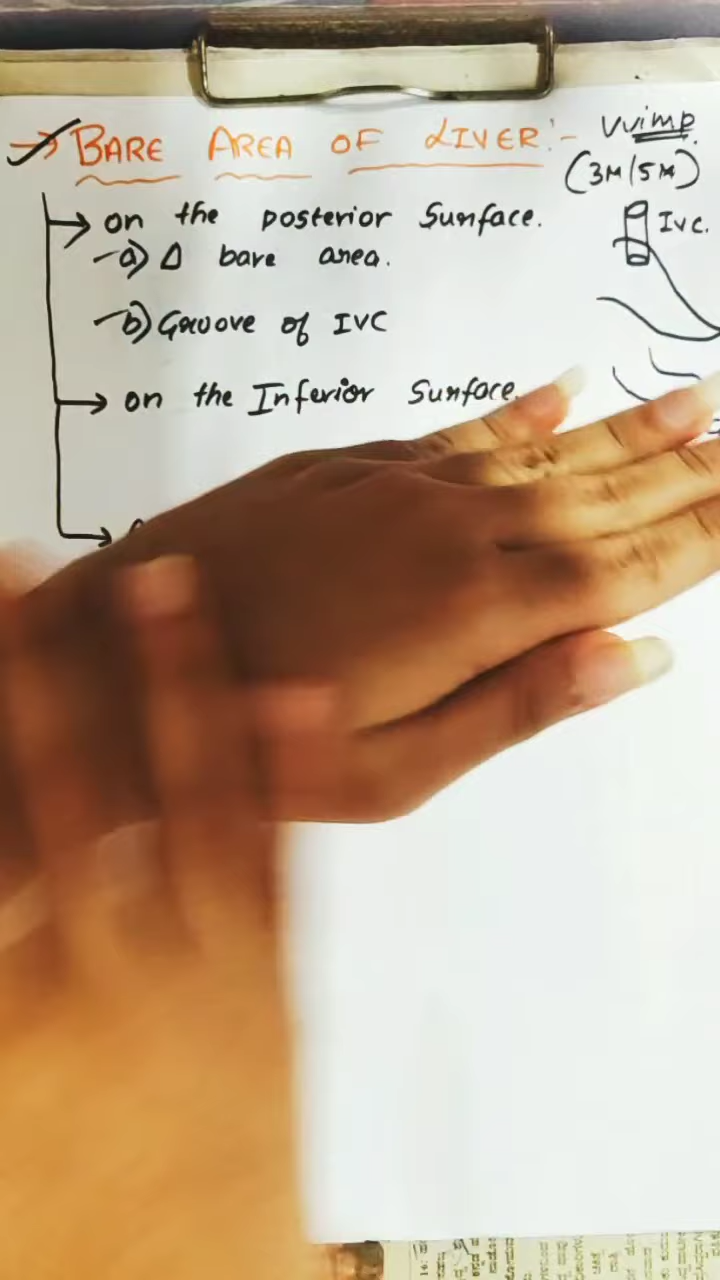 → BARE AREA OF LIVER:- VVimp.
(3M/5M)
→ on the posterior Surface.
a) Δ bare area.
b) Groove of IVC
→ on the Inferior Surface.
IVC.